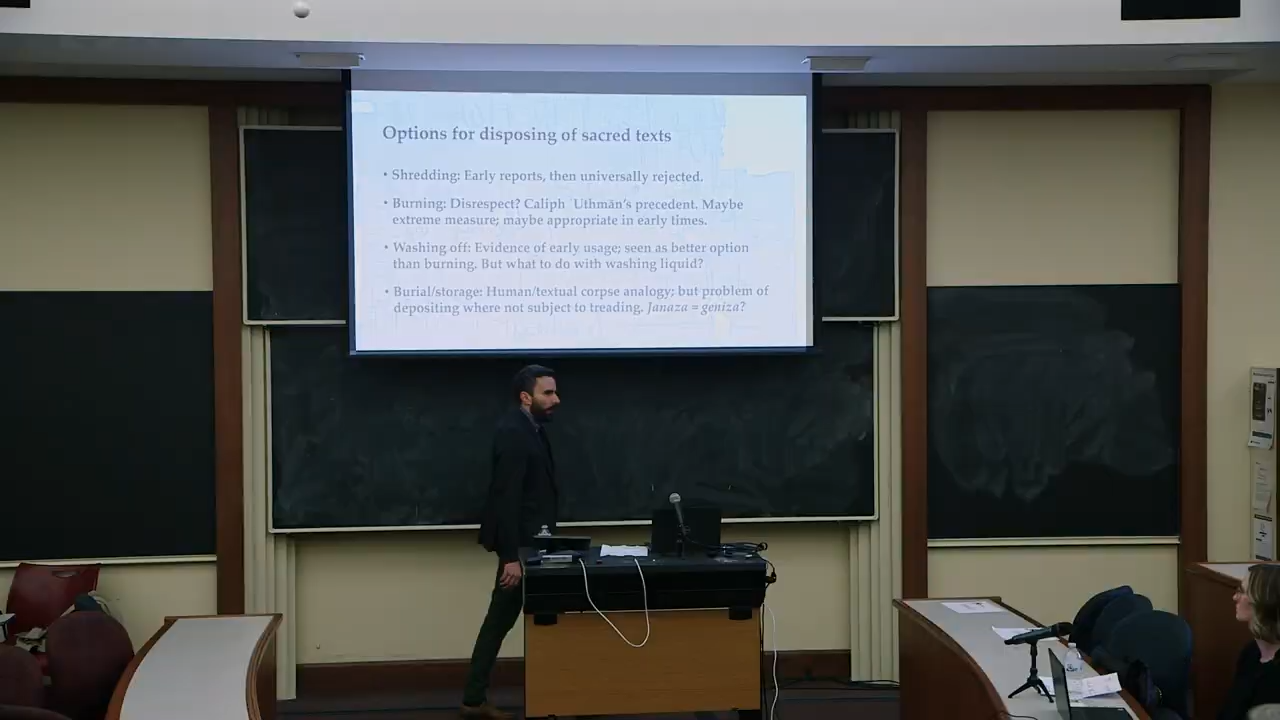 Options for disposing of sacred texts
• Shredding: Early reports, then universally rejected.
• Burning: Disrespect? Caliph ʿUthmān's precedent. Maybe
extreme measure; maybe appropriate in early times.
• Washing off: Evidence of early usage; seen as better option
than burning. But what to do with washing liquid?
• Burial/storage: Human/textual corpse analogy; but problem of
depositing where not subject to treading. Janaza = geniza?